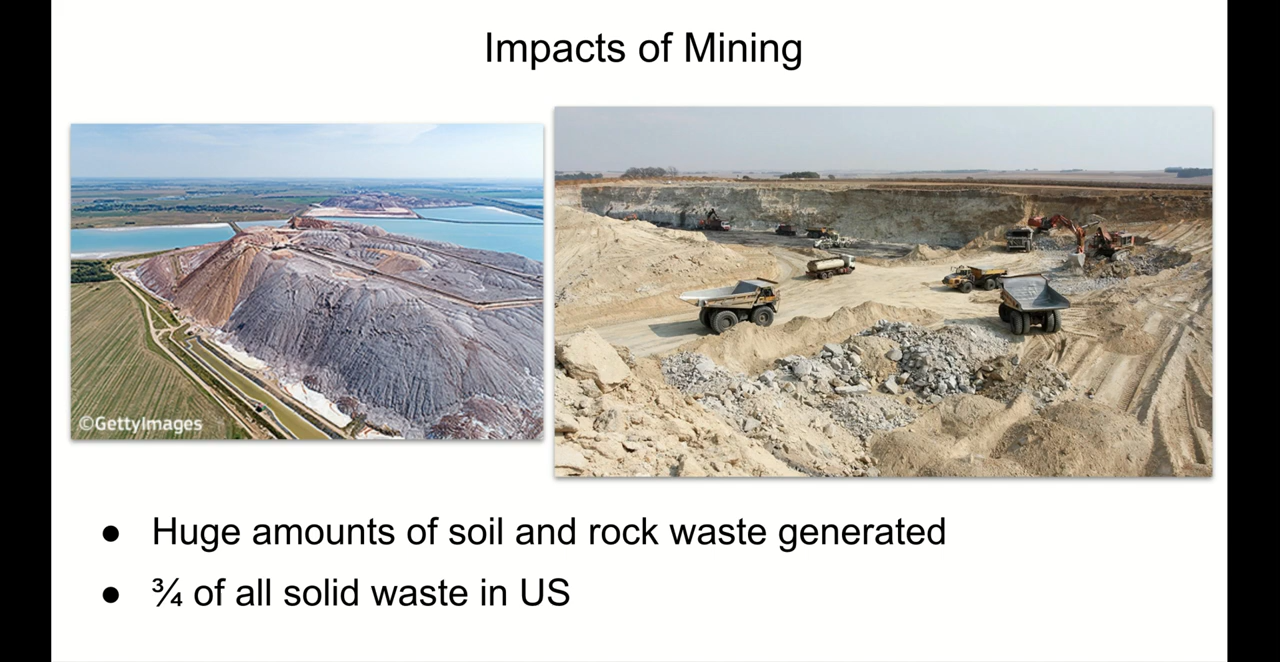 Impacts of Mining
©GettyImages
● Huge amounts of soil and rock waste generated
● ¾ of all solid waste in US